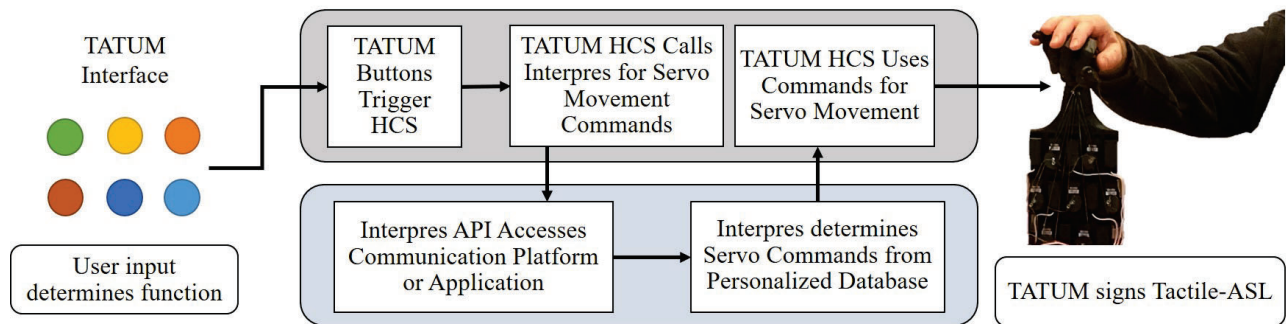 TATUM
Interface
User input
determines function
TATUM
Buttons
Trigger
HCS
TATUM HCS Calls
Interpres for Servo
Movement
Commands
Interpres API Accesses
Communication Platform
or Application
Interpres determines
Servo Commands from
Personalized Database
TATUM HCS Uses
Commands for
Servo Movement
TATUM signs Tactile-ASL